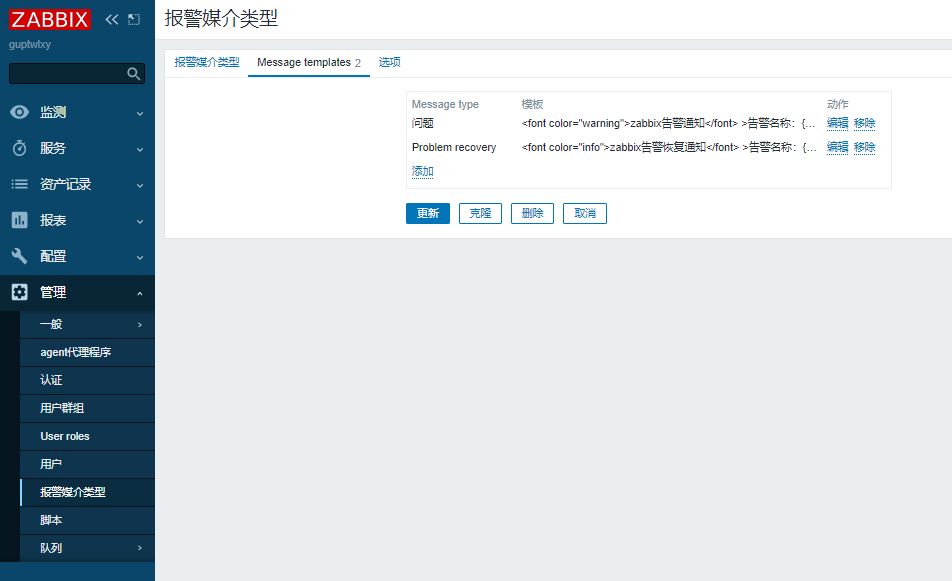 ZABBIX
guptwlxy
监测
服务
资产记录
报表
配置
管理
一般
agent代理程序
认证
用户群组
User roles
用户
报警媒介类型
脚本
队列
报警媒介类型
报警媒介类型 Message templates 2 选项
Message type 模板 动作
问题 <font color="warning">zabbix告警通知</font> >告警名称：{... 编辑 移除
Problem recovery <font color="info">zabbix告警恢复通知</font> >告警名称：{... 编辑 移除
添加
更新 克隆 删除 取消